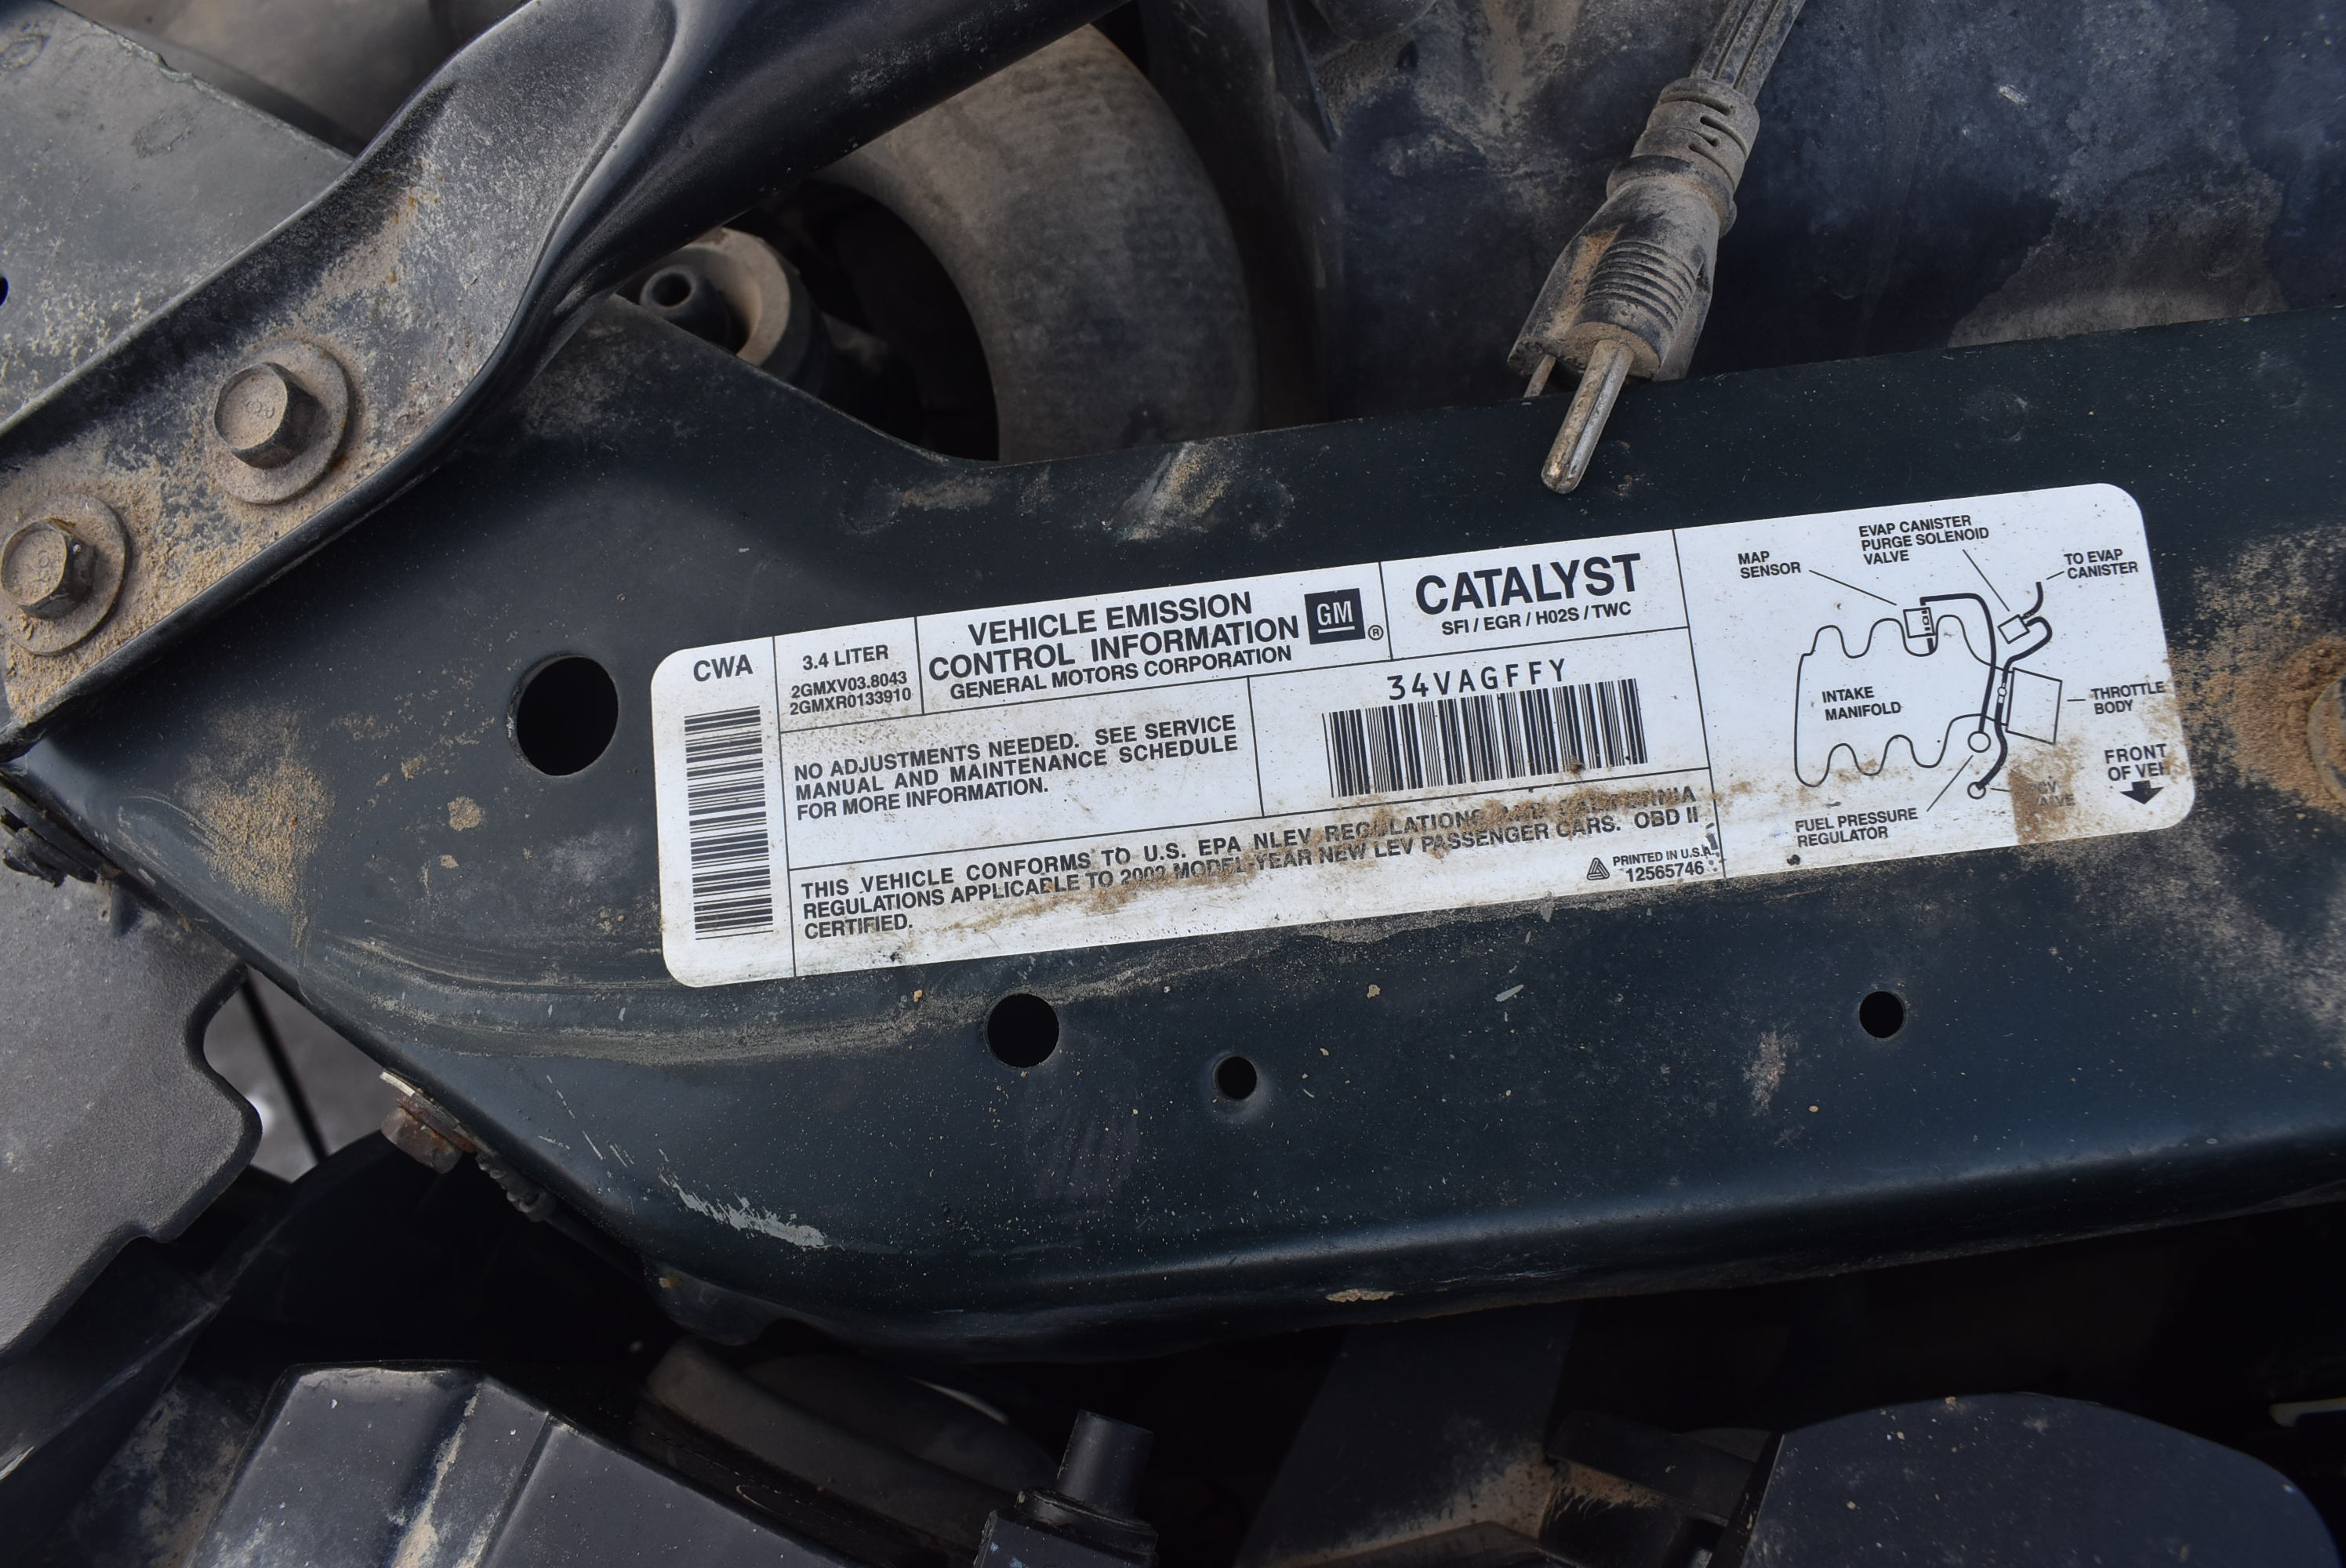 CWA
3.4 LITER
2GMXV03.8043
2GMXR0133910
VEHICLE EMISSION
CONTROL INFORMATION
GENERAL MOTORS CORPORATION
GM
®
CATALYST
SFI / EGR / H02S / TWC
NO ADJUSTMENTS NEEDED. SEE SERVICE
MANUAL AND MAINTENANCE SCHEDULE
FOR MORE INFORMATION.
34VAGFFY
THIS VEHICLE CONFORMS TO U.S. EPA NLEV REGULATIONS AND CALIFORNIA
REGULATIONS APPLICABLE TO 2002 MODEL-YEAR NEW LEV PASSENGER CARS. OBD II
CERTIFIED.
PRINTED IN U.S.A.
12565746
EVAP CANISTER
PURGE SOLENOID
VALVE
MAP
SENSOR
TO EVAP
CANISTER
INTAKE
MANIFOLD
THROTTLE
BODY
FRONT
OF VEH
FUEL PRESSURE
REGULATOR